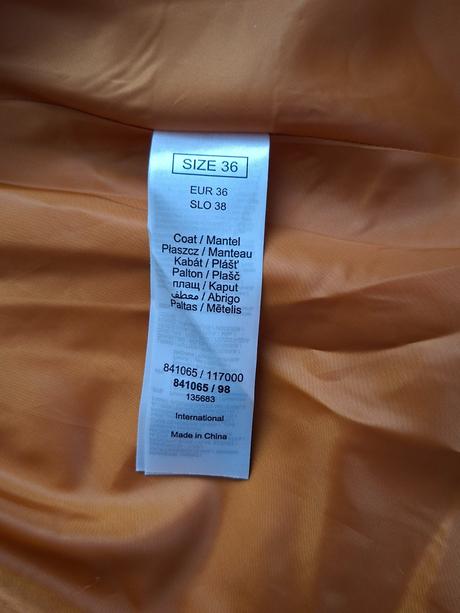 SIZE 36
EUR 36
SLO 38
Coat / Mantel
Płaszcz / Manteau
Kabát / Plášť
Palton / Plašč
плащ / Kaput
معطف / Abrigo
Paltas / Mētelis
841065 / 117000
841065 / 98
135683
International
Made in China